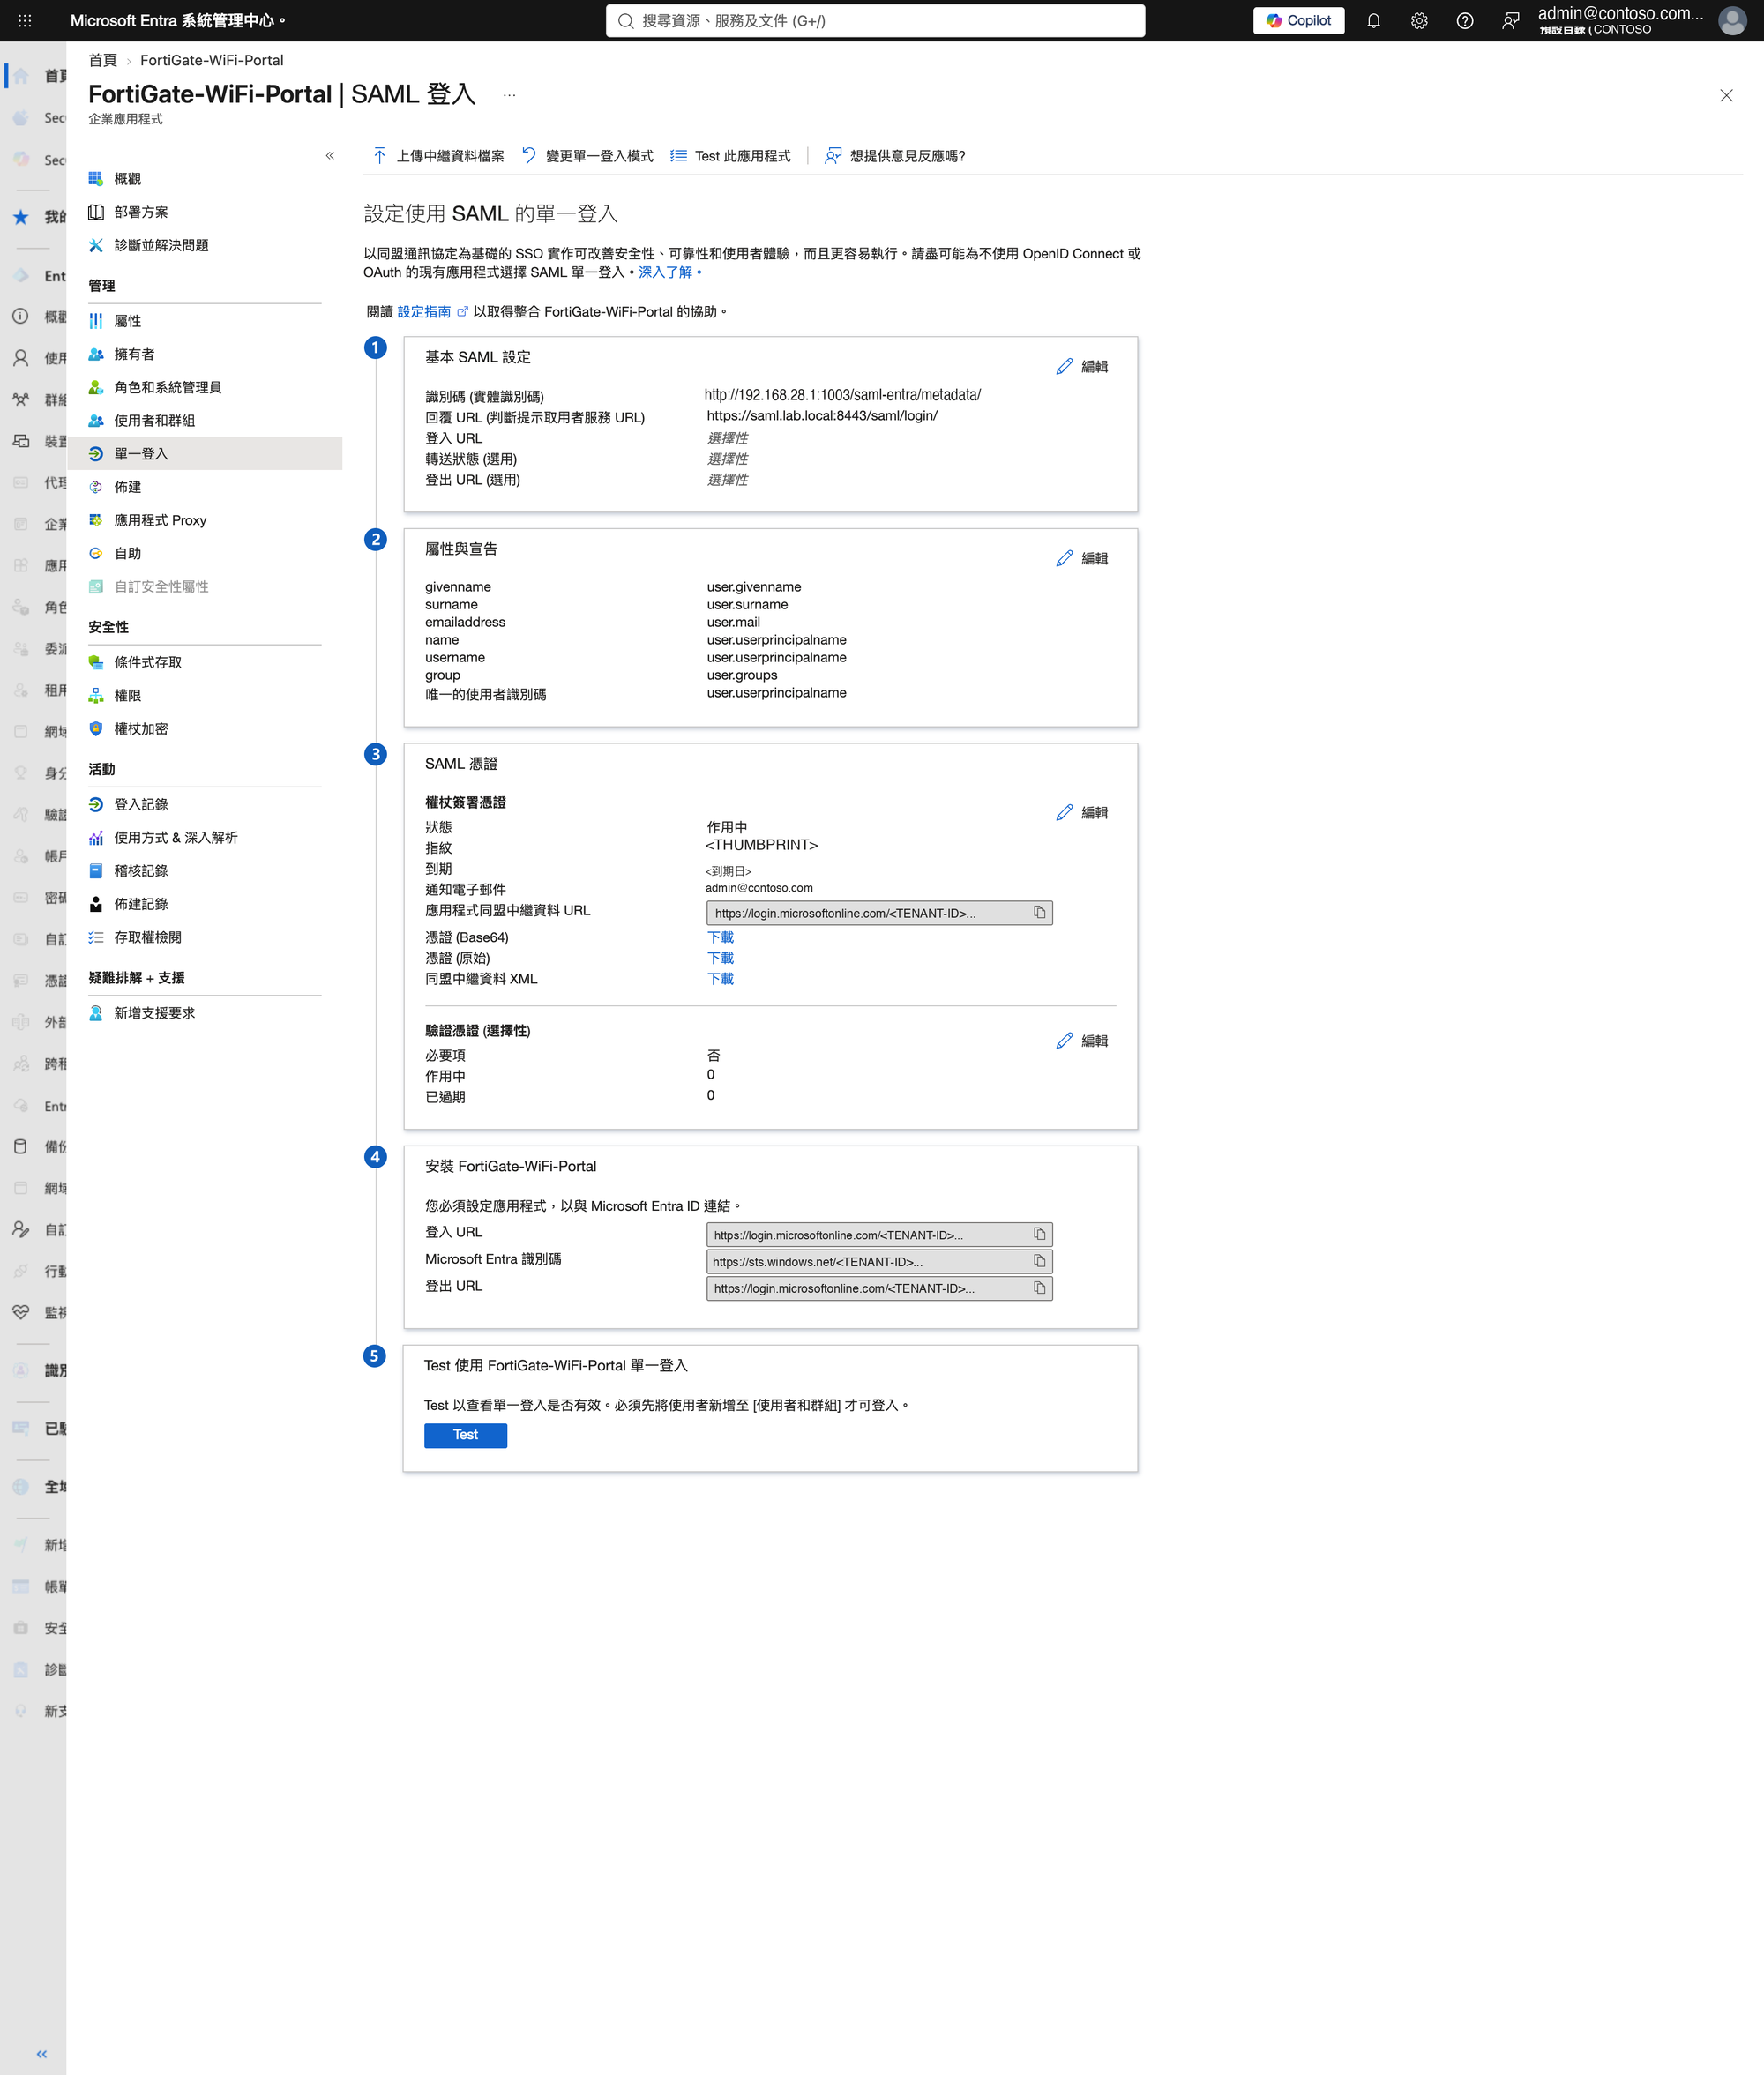 Microsoft Entra 系統管理中心。
搜尋資源、服務及文件 (G+/)
Copilot
admin@contoso.com...
預設目錄 (CONTOSO
首頁 › FortiGate-WiFi-Portal
FortiGate-WiFi-Portal | SAML 登入 ...
企業應用程式
«
概觀
部署方案
診斷並解決問題
管理
屬性
擁有者
角色和系統管理員
使用者和群組
單一登入
佈建
應用程式 Proxy
自助
自訂安全性屬性
安全性
條件式存取
權限
權杖加密
活動
登入記錄
使用方式 & 深入解析
稽核記錄
佈建記錄
存取權檢閱
疑難排解 + 支援
新增支援要求
上傳中繼資料檔案 變更單一登入模式 Test 此應用程式 | 想提供意見反應嗎?
設定使用 SAML 的單一登入
以同盟通訊協定為基礎的 SSO 實作可改善安全性、可靠性和使用者體驗，而且更容易執行。請盡可能為不使用 OpenID Connect 或
OAuth 的現有應用程式選擇 SAML 單一登入。深入了解。
閱讀 設定指南 以取得整合 FortiGate-WiFi-Portal 的協助。
1
基本 SAML 設定
編輯
識別碼 (實體識別碼) http://192.168.28.1:1003/saml-entra/metadata/
回覆 URL (判斷提示取用者服務 URL) https://saml.lab.local:8443/saml/login/
登入 URL 選擇性
轉送狀態 (選用) 選擇性
登出 URL (選用) 選擇性
2
屬性與宣告
編輯
givenname user.givenname
surname user.surname
emailaddress user.mail
name user.userprincipalname
username user.userprincipalname
group user.groups
唯一的使用者識別碼 user.userprincipalname
3
SAML 憑證
權杖簽署憑證
編輯
狀態 作用中
指紋 <THUMBPRINT>
到期 <到期日>
通知電子郵件 admin@contoso.com
應用程式同盟中繼資料 URL https://login.microsoftonline.com/<TENANT-ID>...
憑證 (Base64) 下載
憑證 (原始) 下載
同盟中繼資料 XML 下載
驗證憑證 (選擇性)
編輯
必要項 否
作用中 0
已過期 0
4
安裝 FortiGate-WiFi-Portal
您必須設定應用程式，以與 Microsoft Entra ID 連結。
登入 URL https://login.microsoftonline.com/<TENANT-ID>...
Microsoft Entra 識別碼 https://sts.windows.net/<TENANT-ID>...
登出 URL https://login.microsoftonline.com/<TENANT-ID>...
5
Test 使用 FortiGate-WiFi-Portal 單一登入
Test 以查看單一登入是否有效。必須先將使用者新增至 [使用者和群組] 才可登入。
Test
«